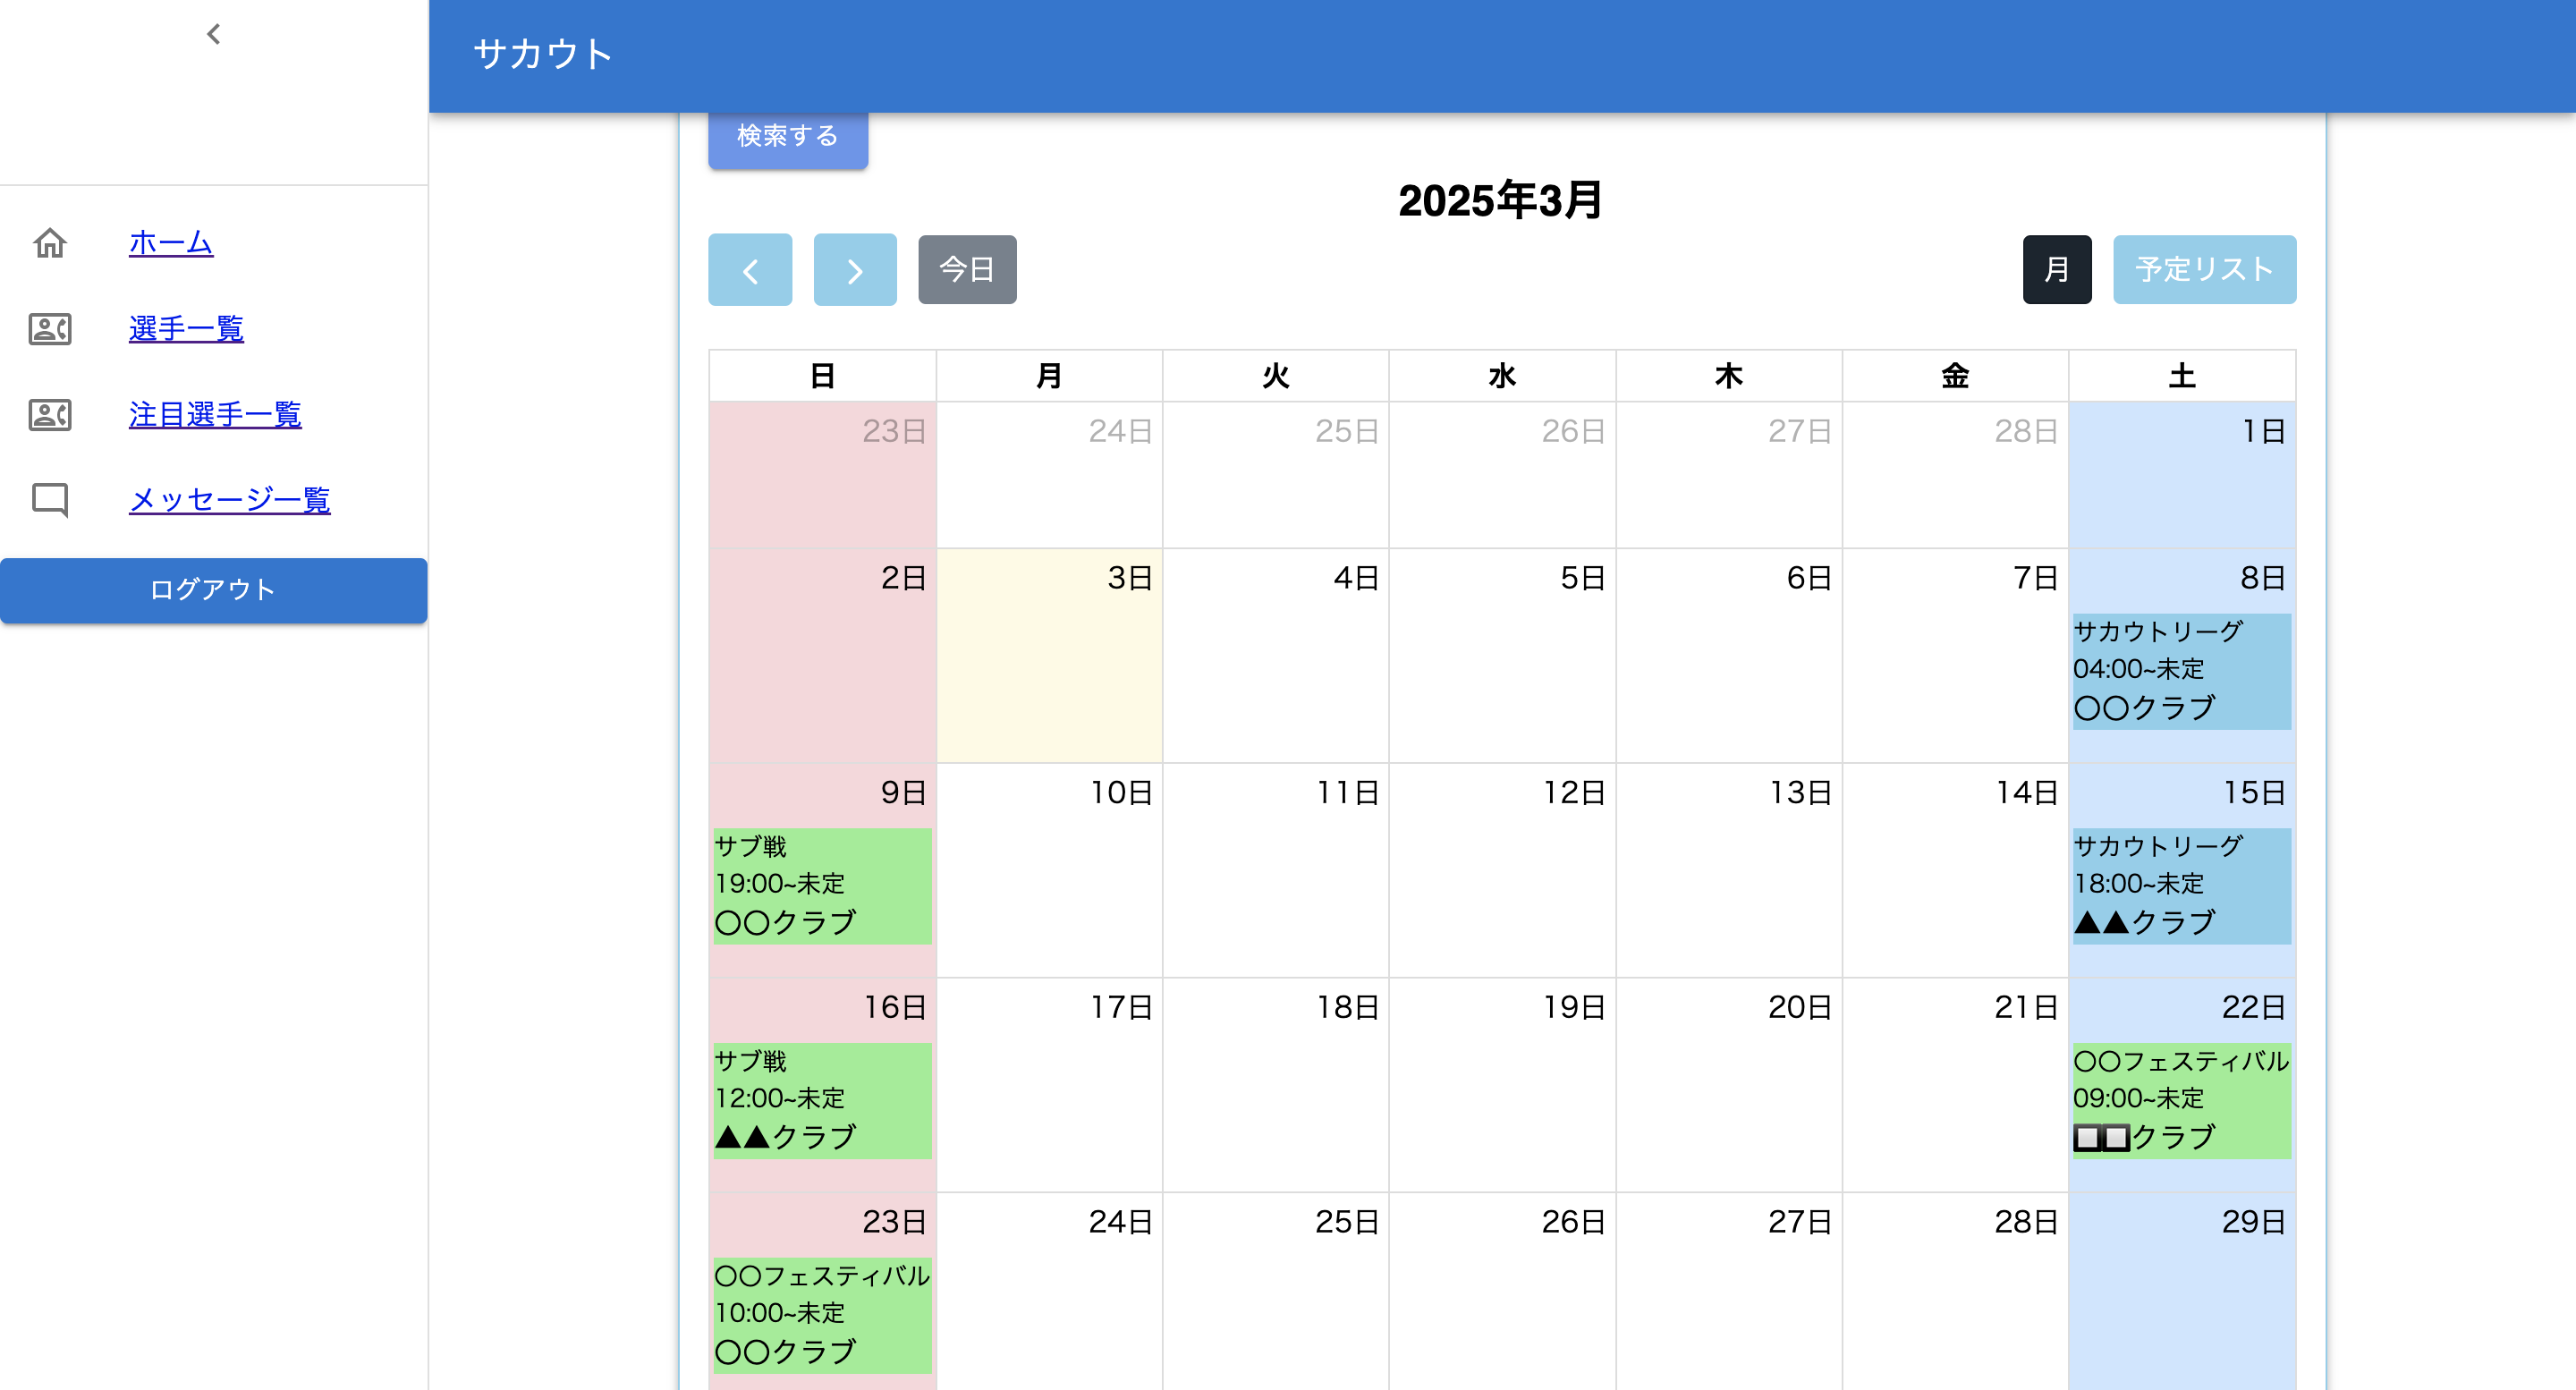 サカウト
ホーム
選手一覧
注目選手一覧
メッセージ一覧
ログアウト
検索する
2025年3月
今日
月 予定リスト
日 月 火 水 木 金 土
23日 24日 25日 26日 27日 28日 1日
2日 3日 4日 5日 6日 7日 8日
サカウトリーグ
04:00~未定
〇〇クラブ
9日 10日 11日 12日 13日 14日 15日
サブ戦 サカウトリーグ
19:00~未定 18:00~未定
〇〇クラブ ▲▲クラブ
16日 17日 18日 19日 20日 21日 22日
サブ戦 〇〇フェスティバル
12:00~未定 09:00~未定
▲▲クラブ 🔲🔲クラブ
23日 24日 25日 26日 27日 28日 29日
〇〇フェスティバル
10:00~未定
〇〇クラブ